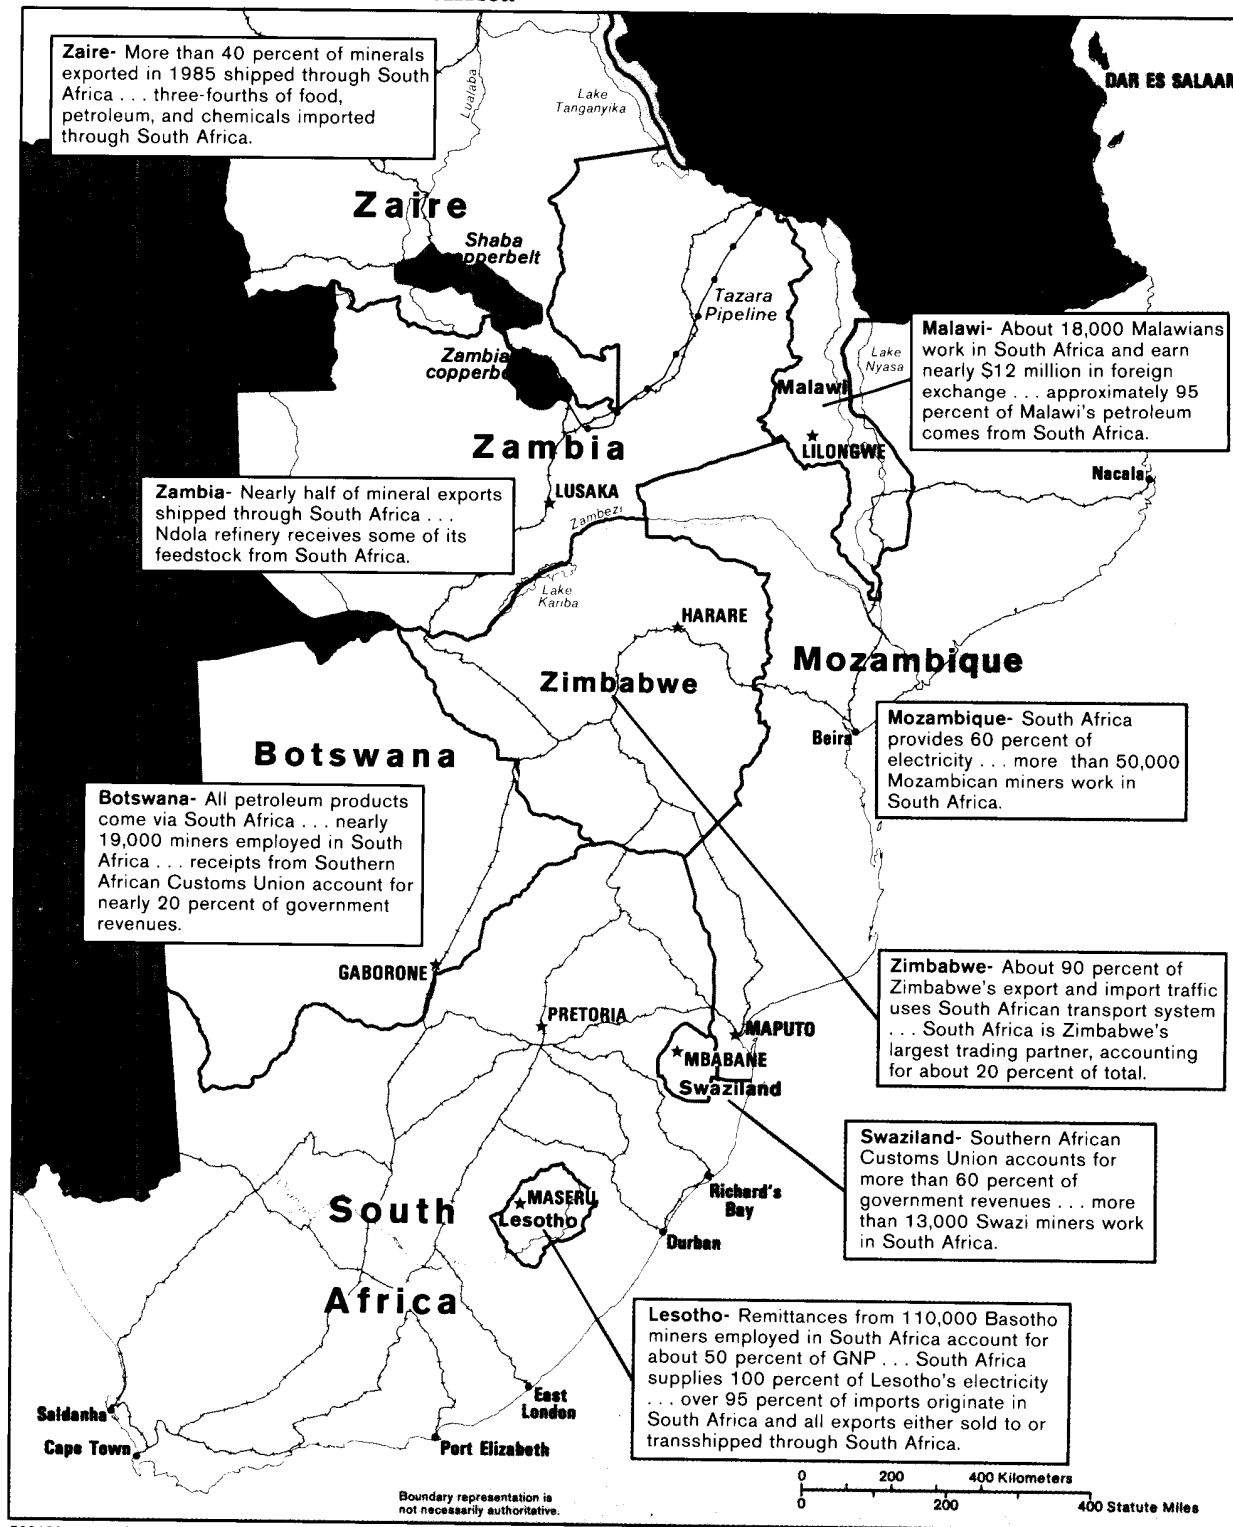 Zaire- More than 40 percent of minerals
exported in 1985 shipped through South
Africa . . . three-fourths of food,
petroleum, and chemicals imported
through South Africa.
Lualaba
Lake
Tanganyika
DAR ES SALAAM
Zaire
Shaba
copperbelt
Tazara
Pipeline
Malawi- About 18,000 Malawians
work in South Africa and earn
nearly $12 million in foreign
exchange . . . approximately 95
percent of Malawi's petroleum
comes from South Africa.
Lake
Nyasa
Zambia
copperbe
Malawi
LILONGWE
Zambia
Nacala
Zambia- Nearly half of mineral exports
shipped through South Africa . . .
Ndola refinery receives some of its
feedstock from South Africa.
LUSAKA
Zambezi
Lake
Kariba
HARARE
Mozambique
Zimbabwe
Mozambique- South Africa
provides 60 percent of
electricity . . . more than 50,000
Mozambican miners work in
South Africa.
Beira
Botswana
Botswana- All petroleum products
come via South Africa . . . nearly
19,000 miners employed in South
Africa . . . receipts from Southern
African Customs Union account for
nearly 20 percent of government
revenues.
GABORONE
Zimbabwe- About 90 percent of
Zimbabwe's export and import traffic
uses South African transport system
. . . South Africa is Zimbabwe's
largest trading partner, accounting
for about 20 percent of total.
PRETORIA
MAPUTO
MBABANE
Swaziland
Swaziland- Southern African
Customs Union accounts for
more than 60 percent of
government revenues . . . more
than 13,000 Swazi miners work
in South Africa.
MASERU
Lesotho
Richard's
Bay
Durban
South
Africa
Lesotho- Remittances from 110,000 Basotho
miners employed in South Africa account for
about 50 percent of GNP . . . South Africa
supplies 100 percent of Lesotho's electricity
. . . over 95 percent of imports originate in
South Africa and all exports either sold to or
transshipped through South Africa.
East
London
Saldanha
Cape Town
Port Elizabeth
Boundary representation is
not necessarily authoritative.
0 200 400 Kilometers
0 200 400 Statute Miles